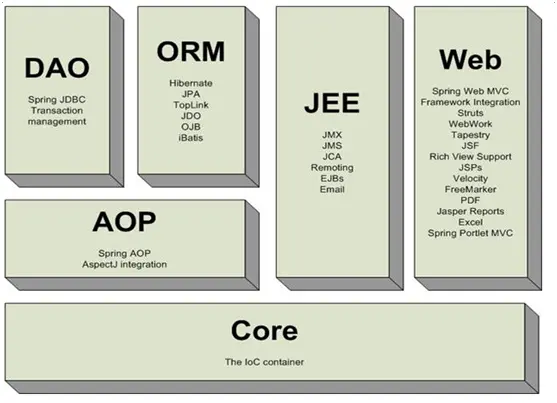 DAO
Spring JDBC
Transaction
management
ORM
Hibernate
JPA
TopLink
JDO
OJB
iBatis
JEE
JMX
JMS
JCA
Remoting
EJBs
Email
Web
Spring Web MVC
Framework Integration
Struts
WebWork
Tapestry
JSF
Rich View Support
JSPs
Velocity
FreeMarker
PDF
Jasper Reports
Excel
Spring Portlet MVC
AOP
Spring AOP
AspectJ integration
Core
The IoC container